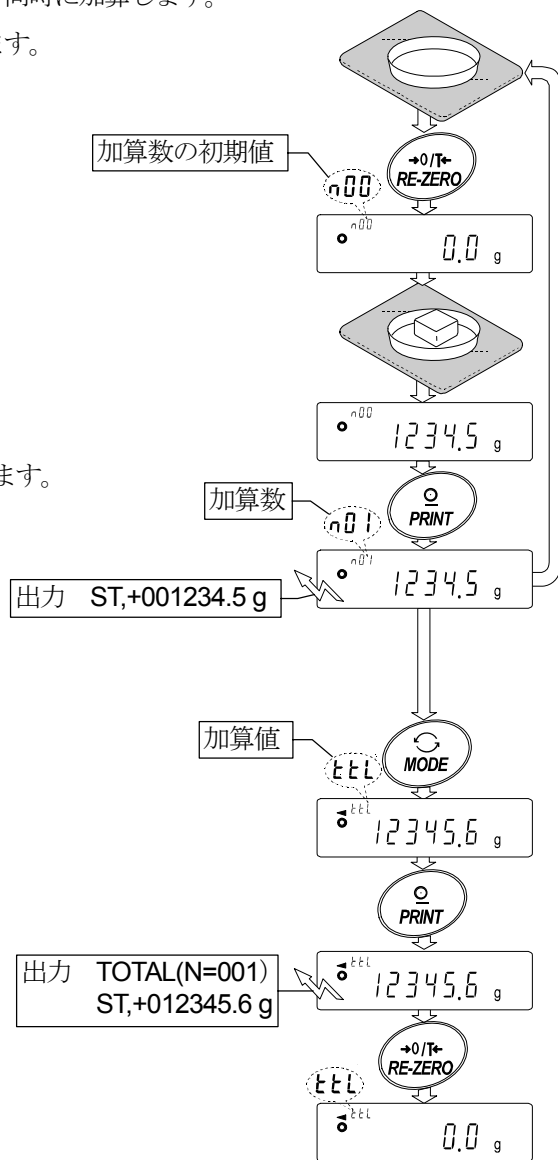 同時に加算します。
ます。
加算数の初期値
→0/T←
RE-ZERO
n00
n00
0.0 g
n00
1234.5 g
ます。
加算数
PRINT
n01
n01
1234.5 g
出力 ST,+001234.5 g
加算値
MODE
ttL
ttL
12345.6 g
PRINT
出力 TOTAL(N=001)
ST,+012345.6 g
ttL
12345.6 g
→0/T←
RE-ZERO
ttL
ttL
0.0 g